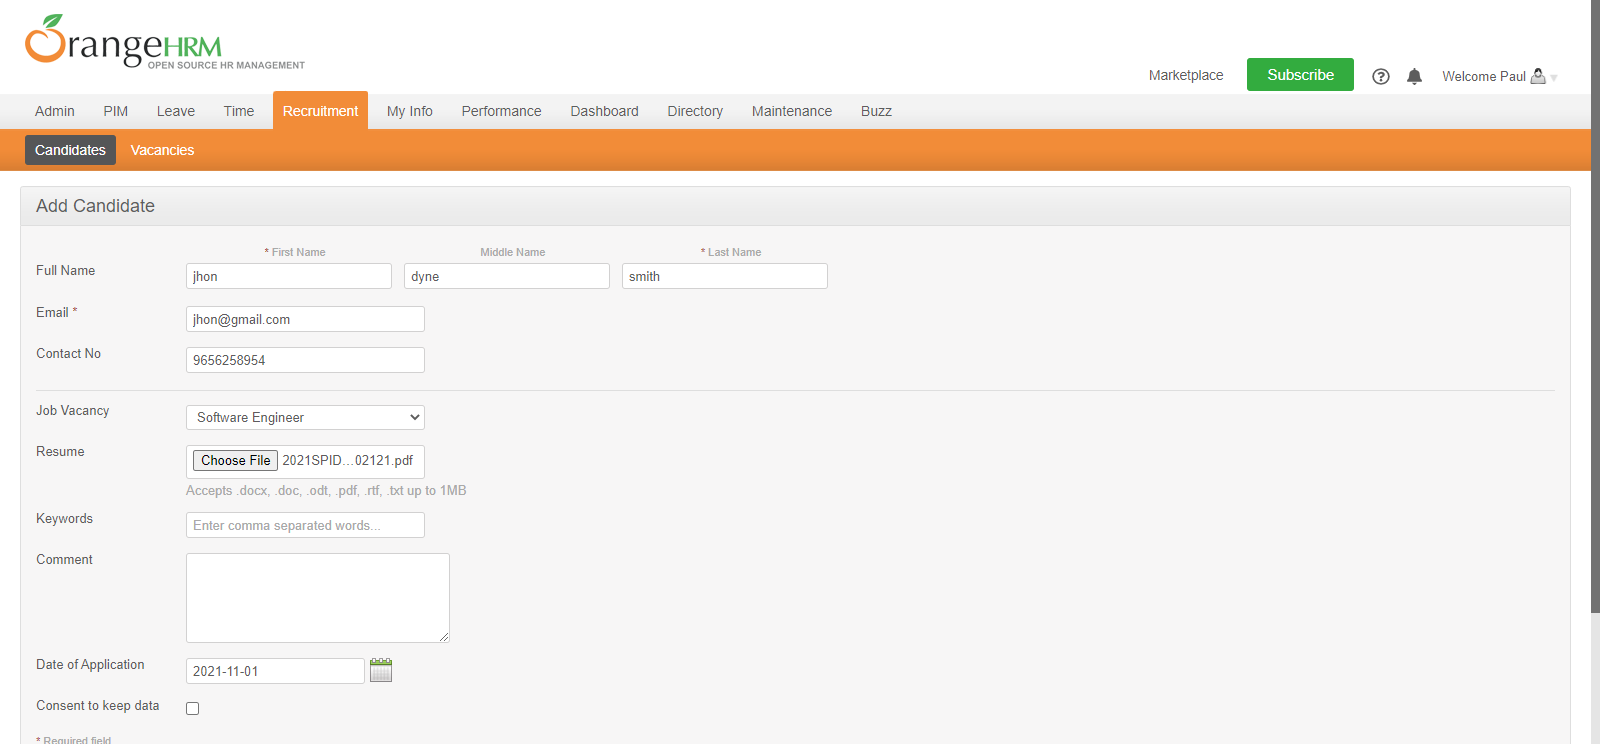 OrangeHRM
OPEN SOURCE HR MANAGEMENT
Marketplace Subscribe ? Welcome Paul
Admin PIM Leave Time Recruitment My Info Performance Dashboard Directory Maintenance Buzz
Candidates Vacancies
Add Candidate
* First Name Middle Name * Last Name
Full Name jhon dyne smith
Email * jhon@gmail.com
Contact No 9656258954
Job Vacancy Software Engineer
Resume Choose File 2021SPID...02121.pdf
Accepts .docx, .doc, .odt, .pdf, .rtf, .txt up to 1MB
Keywords Enter comma separated words...
Comment
Date of Application 2021-11-01
Consent to keep data
* Required field